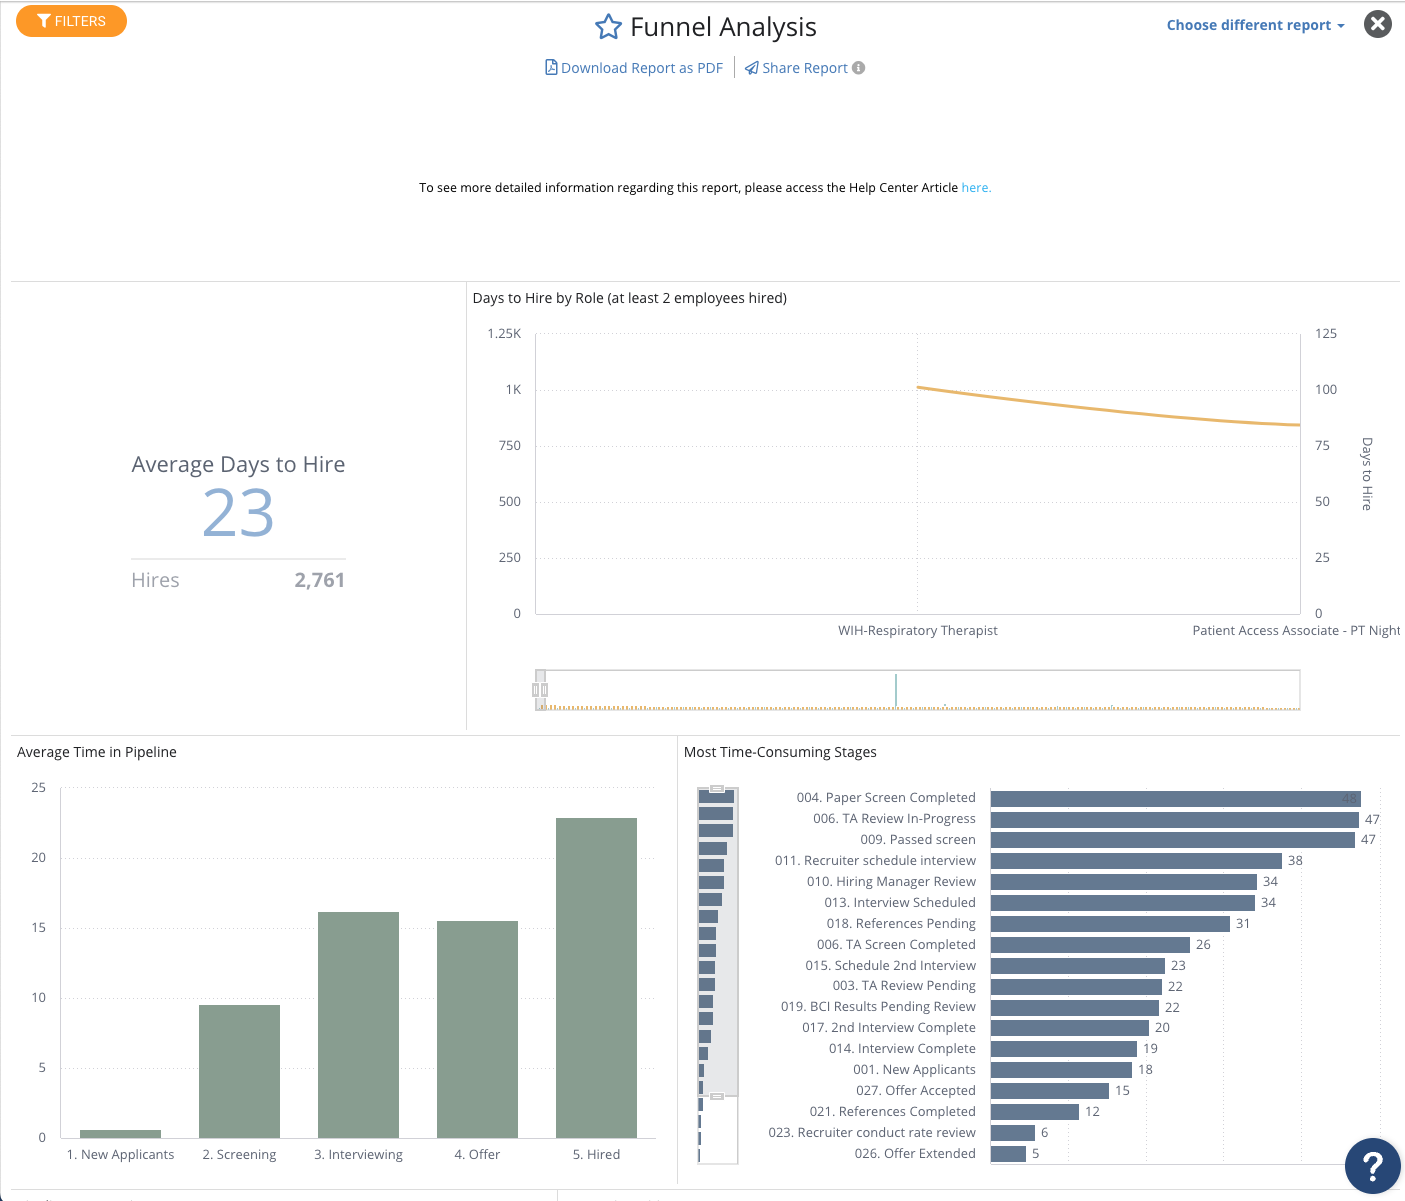 FILTERS
Funnel Analysis
Choose different report
Download Report as PDF
Share Report
To see more detailed information regarding this report, please access the Help Center Article here.
Average Days to Hire
23
Hires 2,761
Days to Hire by Role (at least 2 employees hired)
1.25K
1K
750
500
250
0
125
100
75
50
25
0
Days to Hire
WIH-Respiratory Therapist
Patient Access Associate - PT Night
Average Time in Pipeline
25
20
15
10
5
0
1. New Applicants
2. Screening
3. Interviewing
4. Offer
5. Hired
Most Time-Consuming Stages
004. Paper Screen Completed 48
006. TA Review In-Progress 47
009. Passed screen 47
011. Recruiter schedule interview 38
010. Hiring Manager Review 34
013. Interview Scheduled 34
018. References Pending 31
006. TA Screen Completed 26
015. Schedule 2nd Interview 23
003. TA Review Pending 22
019. BCI Results Pending Review 22
017. 2nd Interview Complete 20
014. Interview Complete 19
001. New Applicants 18
027. Offer Accepted 15
021. References Completed 12
023. Recruiter conduct rate review 6
026. Offer Extended 5
?